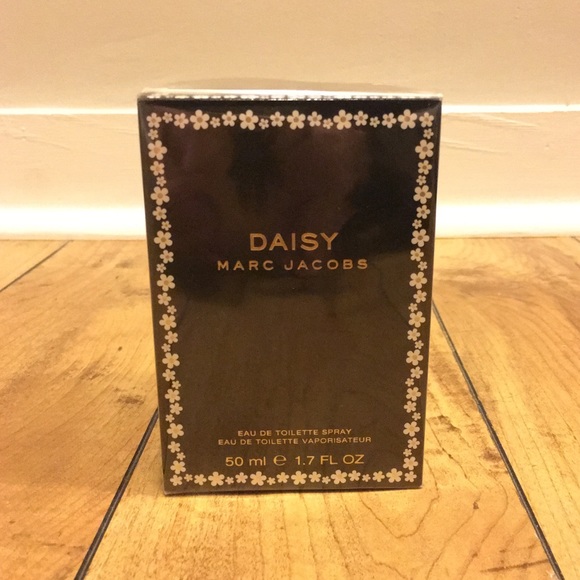 DAISY
MARC JACOBS
EAU DE TOILETTE SPRAY
EAU DE TOILETTE VAPORISATEUR
50 ml ℮ 1.7 FL OZ